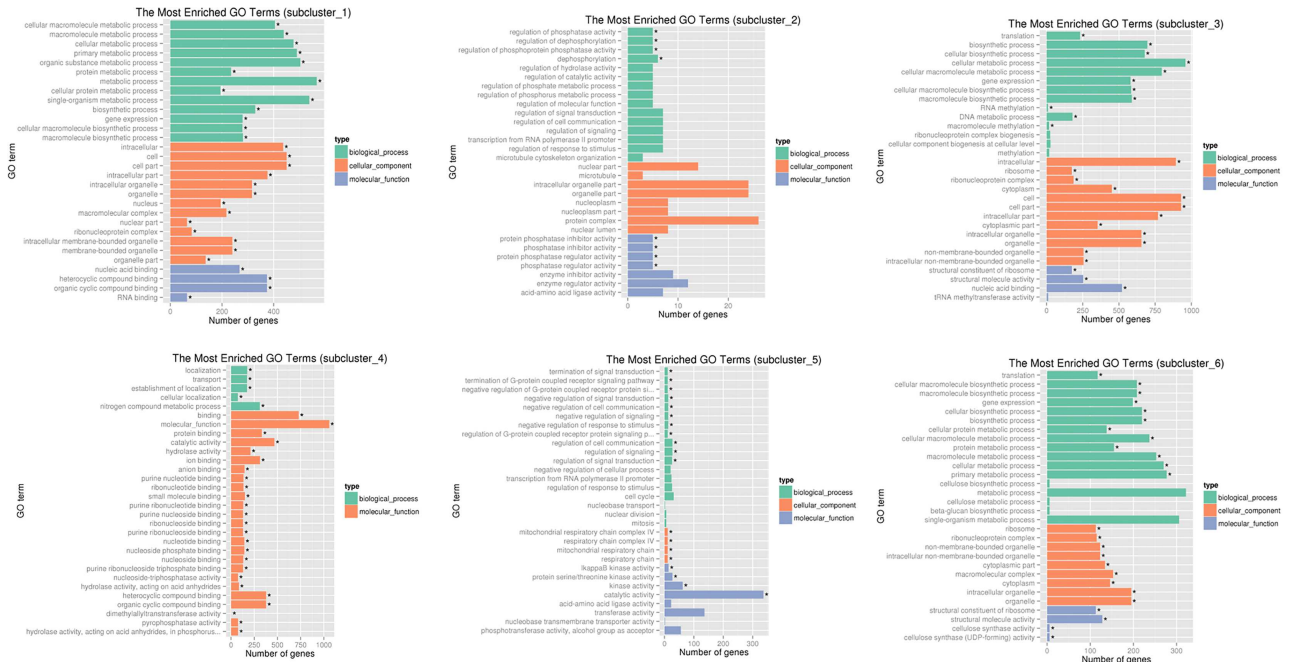 The Most Enriched GO Terms (subcluster_1)
cellular macromolecule metabolic process
macromolecule metabolic process
cellular metabolic process
primary metabolic process
organic substance metabolic process
protein metabolic process
metabolic process
cellular protein metabolic process
single-organism metabolic process
biosynthetic process
gene expression
cellular macromolecule biosynthetic process
macromolecule biosynthetic process
intracellular
cell
cell part
intracellular part
intracellular organelle
organelle
nucleus
macromolecular complex
nuclear part
ribonucleoprotein complex
intracellular membrane-bounded organelle
membrane-bounded organelle
organelle part
nucleic acid binding
heterocyclic compound binding
organic cyclic compound binding
RNA binding
GO term
0 200 400
Number of genes
type
biological_process
cellular_component
molecular_function
The Most Enriched GO Terms (subcluster_2)
regulation of phosphatase activity
regulation of dephosphorylation
regulation of phosphoprotein phosphatase activity
dephosphorylation
regulation of hydrolase activity
regulation of catalytic activity
regulation of phosphate metabolic process
regulation of phosphorus metabolic process
regulation of molecular function
regulation of signal transduction
regulation of cell communication
regulation of signaling
transcription from RNA polymerase II promoter
regulation of response to stimulus
microtubule cytoskeleton organization
nuclear part
microtubule
intracellular organelle part
organelle part
nucleoplasm
nucleoplasm part
protein complex
nuclear lumen
protein phosphatase inhibitor activity
phosphatase inhibitor activity
protein phosphatase regulator activity
phosphatase regulator activity
enzyme inhibitor activity
enzyme regulator activity
acid-amino acid ligase activity
GO term
0 10 20
Number of genes
type
biological_process
cellular_component
molecular_function
The Most Enriched GO Terms (subcluster_3)
translation
biosynthetic process
cellular biosynthetic process
cellular metabolic process
cellular macromolecule metabolic process
gene expression
cellular macromolecule biosynthetic process
macromolecule biosynthetic process
RNA methylation
DNA metabolic process
macromolecule methylation
ribonucleoprotein complex biogenesis
cellular component biogenesis at cellular level
methylation
intracellular
ribosome
ribonucleoprotein complex
cytoplasm
cell
cell part
intracellular part
cytoplasmic part
intracellular organelle
organelle
non-membrane-bounded organelle
intracellular non-membrane-bounded organelle
structural constituent of ribosome
structural molecule activity
nucleic acid binding
tRNA methyltransferase activity
GO term
0 250 500 750 1000
Number of genes
type
biological_process
cellular_component
molecular_function
The Most Enriched GO Terms (subcluster_4)
localization
transport
establishment of localization
cellular localization
nitrogen compound metabolic process
binding
molecular_function
protein binding
catalytic activity
hydrolase activity
ion binding
anion binding
purine nucleotide binding
ribonucleotide binding
small molecule binding
purine ribonucleotide binding
purine nucleoside binding
ribonucleoside binding
purine ribonucleoside binding
nucleotide binding
nucleoside phosphate binding
nucleoside binding
purine ribonucleoside triphosphate binding
nucleoside-triphosphatase activity
hydrolase activity, acting on acid anhydrides
heterocyclic compound binding
organic cyclic compound binding
dimethylallyltranstransferase activity
pyrophosphatase activity
hydrolase activity, acting on acid anhydrides, in phosphorus...
GO term
0 250 500 750 1000
Number of genes
type
biological_process
cellular_component
molecular_function
The Most Enriched GO Terms (subcluster_5)
termination of signal transduction
termination of G-protein coupled receptor signaling pathway
negative regulation of G-protein coupled receptor protein si...
negative regulation of signal transduction
negative regulation of cell communication
negative regulation of signaling
negative regulation of response to stimulus
regulation of G-protein coupled receptor protein signaling p...
regulation of cell communication
regulation of signaling
regulation of signal transduction
negative regulation of cellular process
transcription from RNA polymerase II promoter
regulation of response to stimulus
cell cycle
nucleobase transport
nuclear division
mitosis
mitochondrial respiratory chain complex IV
respiratory chain complex IV
mitochondrial respiratory chain
respiratory chain
IkappaB kinase activity
protein serine/threonine kinase activity
kinase activity
catalytic activity
acid-amino acid ligase activity
transferase activity
nucleobase transmembrane transporter activity
phosphotransferase activity, alcohol group as acceptor
GO term
0 100 200 300
Number of genes
type
biological_process
cellular_component
molecular_function
The Most Enriched GO Terms (subcluster_6)
translation
cellular macromolecule biosynthetic process
macromolecule biosynthetic process
gene expression
cellular biosynthetic process
biosynthetic process
cellular protein metabolic process
cellular macromolecule metabolic process
protein metabolic process
macromolecule metabolic process
cellular metabolic process
primary metabolic process
cellulose biosynthetic process
metabolic process
cellulose metabolic process
beta-glucan biosynthetic process
single-organism metabolic process
ribosome
ribonucleoprotein complex
non-membrane-bounded organelle
intracellular non-membrane-bounded organelle
cytoplasmic part
macromolecular complex
cytoplasm
intracellular organelle
organelle
structural constituent of ribosome
structural molecule activity
cellulose synthase activity
cellulose synthase (UDP-forming) activity
GO term
0 100 200 300
Number of genes
type
biological_process
cellular_component
molecular_function